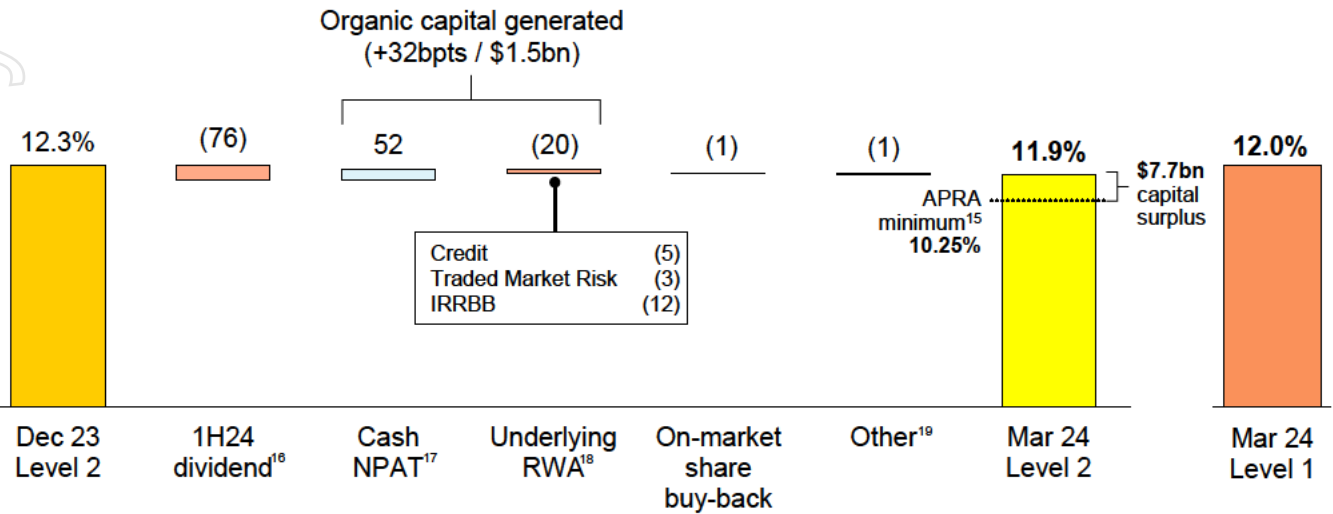 Organic capital generated
(+32bpts / $1.5bn)
12.3%
(76)
52
(20)
(1)
(1)
11.9%
12.0%
$7.7bn
capital
surplus
APRA
minimum¹⁵
10.25%
Credit (5)
Traded Market Risk (3)
IRRBB (12)
Dec 23
Level 2
1H24
dividend¹⁶
Cash
NPAT¹⁷
Underlying
RWA¹⁸
On-market
share
buy-back
Other¹⁹
Mar 24
Level 2
Mar 24
Level 1